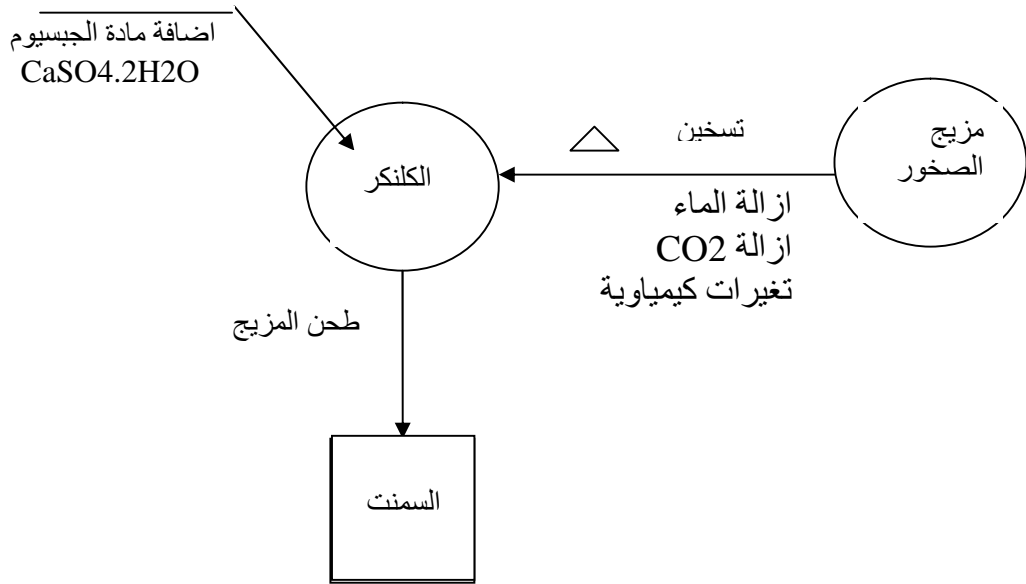 اضافة مادة الجبسيوم
CaSO4.2H2O
مزيج
الصخور
تسخين
الكلنكر
ازالة الماء
ازالة CO2
تغيرات كيمياوية
طحن المزيج
السمنت